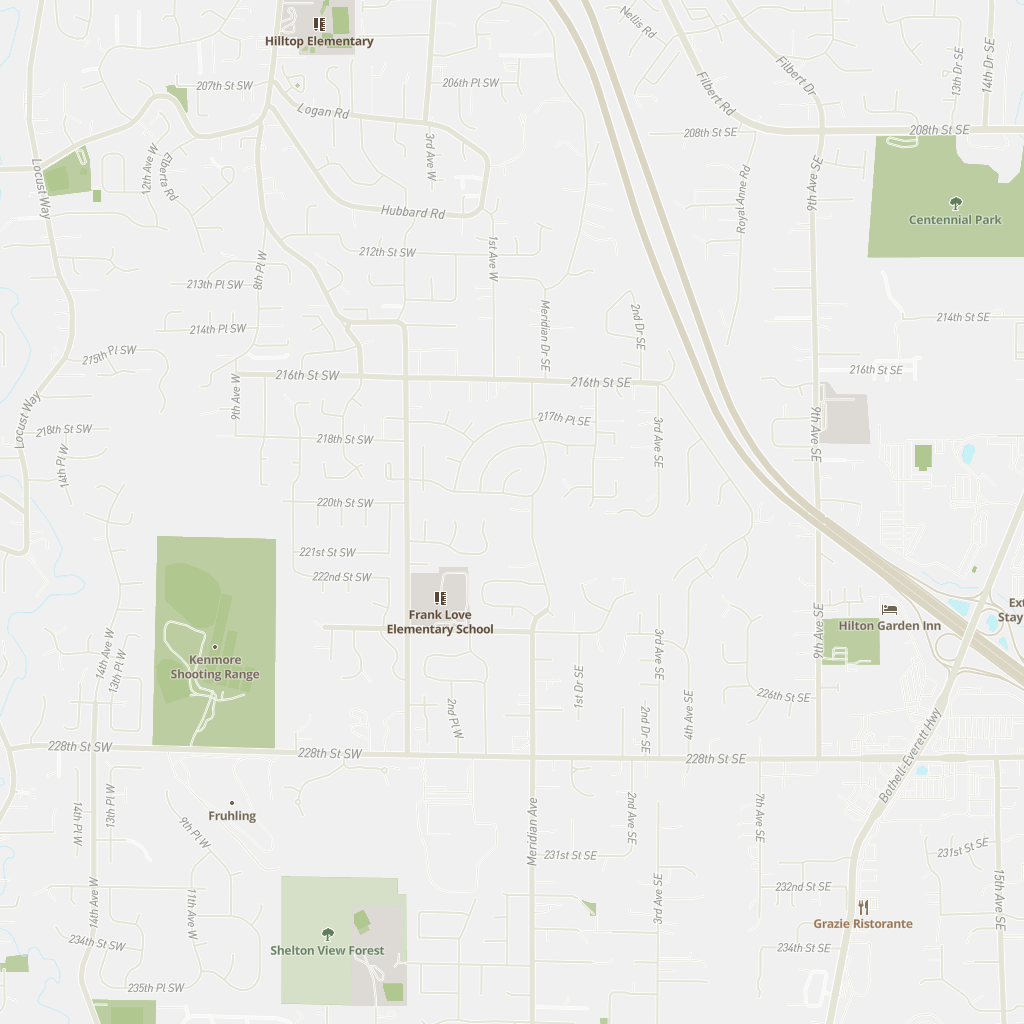 Nellis Rd
Hilltop Elementary
Filbert Dr
14th Dr SE
13th Dr SE
207th St SW
206th Pl SW
Filbert Rd
Logan Rd
208th St SE
208th St SE
3rd Ave W
12th Ave W
Elberta Rd
Locust Way
9th Ave SE
Royal Anne Rd
Hubbard Rd
Centennial Park
1st Ave W
212th St SW
8th Pl W
213th Pl SW
214th Pl SW
Meridian Dr SE
2nd Dr SE
214th St SE
215th Pl SW
216th St SW
216th St SE
216th St SE
9th Ave W
Locust Way
217th Pl SE
218th St SW
218th St SW
3rd Ave SE
9th Ave SE
14th Pl W
220th St SW
221st St SW
222nd St SW
Frank Love
Elementary School
Ext
Stay
Hilton Garden Inn
9th Ave SE
14th Ave W
13th Pl W
Kenmore
Shooting Range
3rd Ave SE
1st Dr SE
226th St SE
2nd Pl W
2nd Dr SE
4th Ave SE
228th St SW
228th St SW
228th St SE
Bothell-Everett Hwy
14th Pl W
13th Pl W
Fruhling
9th Pl W
Meridian Ave
2nd Ave SE
7th Ave SE
231st St SE
231st St SE
232nd St SE
14th Ave W
11th Ave W
3rd Ave SE
15th Ave SE
Grazie Ristorante
234th St SW
Shelton View Forest
234th St SE
235th Pl SW